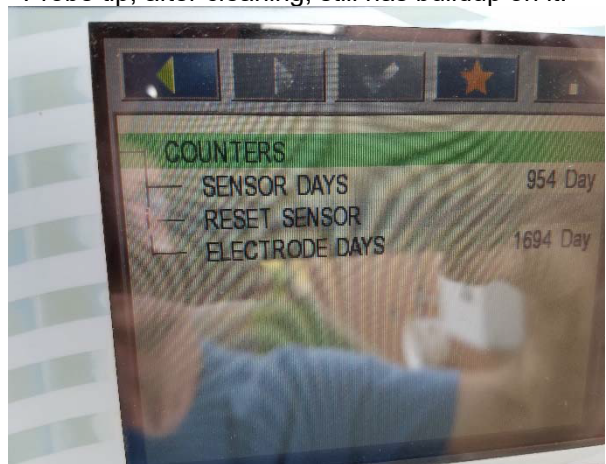 Probe tip, after cleaning, still has buildup on it.
COUNTERS
SENSOR DAYS 954 Day
RESET SENSOR
ELECTRODE DAYS 1694 Day